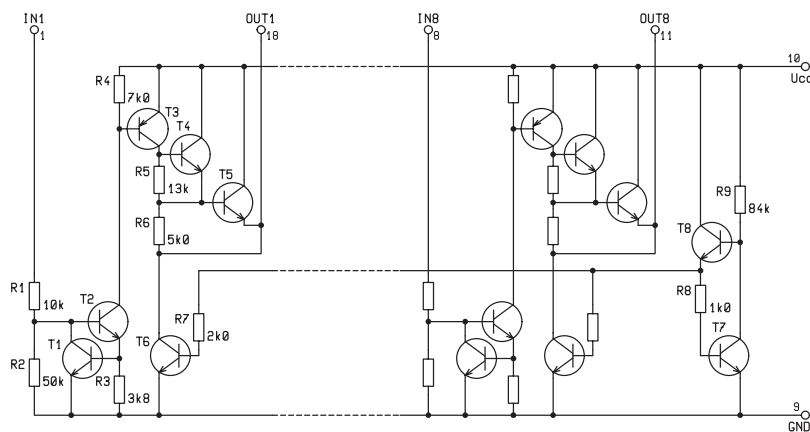 IN1
OUT1
IN8
OUT8
1
18
8
11
10
Ucc
R4
7k0
T3
T4
R5
13k
T5
R6
5k0
R9
84k
T8
R1
10k
T2
R7
2k0
R8
1k0
T1
T6
T7
R2
50k
R3
3k8
9
GND